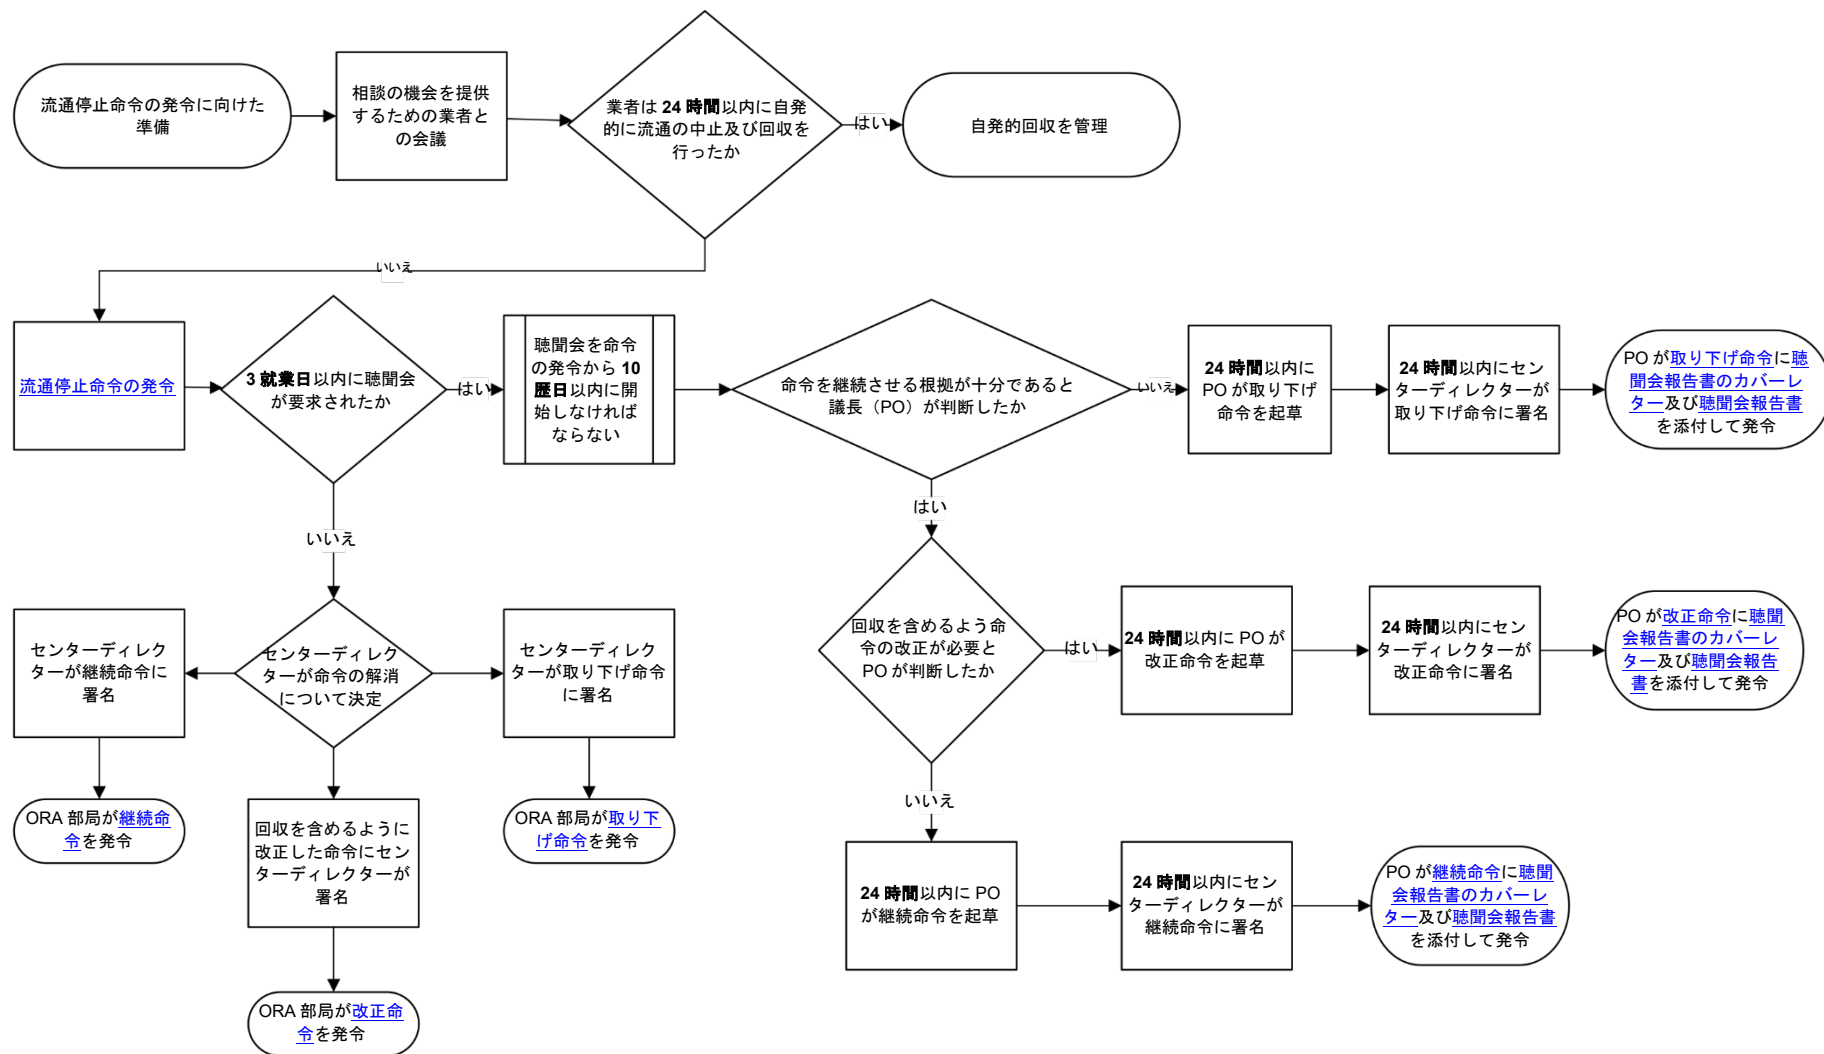 流通停止命令の発令に向けた
準備
相談の機会を提供
するための業者と
の会議
業者は 24 時間以内に自発
的に流通の中止及び回収を
行ったか
はい
自発的回収を管理
いいえ
流通停止命令の発令
3 就業日以内に聴聞会
が要求されたか
はい
聴聞会を命令
の発令から 10
歴日以内に開
始しなければ
ならない
命令を継続させる根拠が十分であると
議長（PO）が判断したか
いいえ
24 時間以内に
PO が取り下げ
命令を起草
24 時間以内にセン
ターディレクターが
取り下げ命令に署名
PO が取り下げ命令に聴
聞会報告書のカバーレ
ター及び聴聞会報告書
を添付して発令
はい
いいえ
センターディレク
ターが継続命令に
署名
センターディレク
ターが命令の解消
について決定
センターディレク
ターが取り下げ命令
に署名
回収を含めるよう命
令の改正が必要と
PO が判断したか
はい
24 時間以内に PO が
改正命令を起草
24 時間以内にセン
ターディレクターが
改正命令に署名
PO が改正命令に聴聞
会報告書のカバーレ
ター及び聴聞会報告
書を添付して発令
いいえ
ORA 部局が継続命
令を発令
回収を含めるように
改正した命令にセン
ターディレクターが
署名
ORA 部局が取り下
げ命令を発令
24 時間以内に PO
が継続命令を起草
24 時間以内にセン
ターディレクターが
継続命令に署名
PO が継続命令に聴聞
会報告書のカバーレ
ター及び聴聞会報告書
を添付して発令
ORA 部局が改正命
令を発令